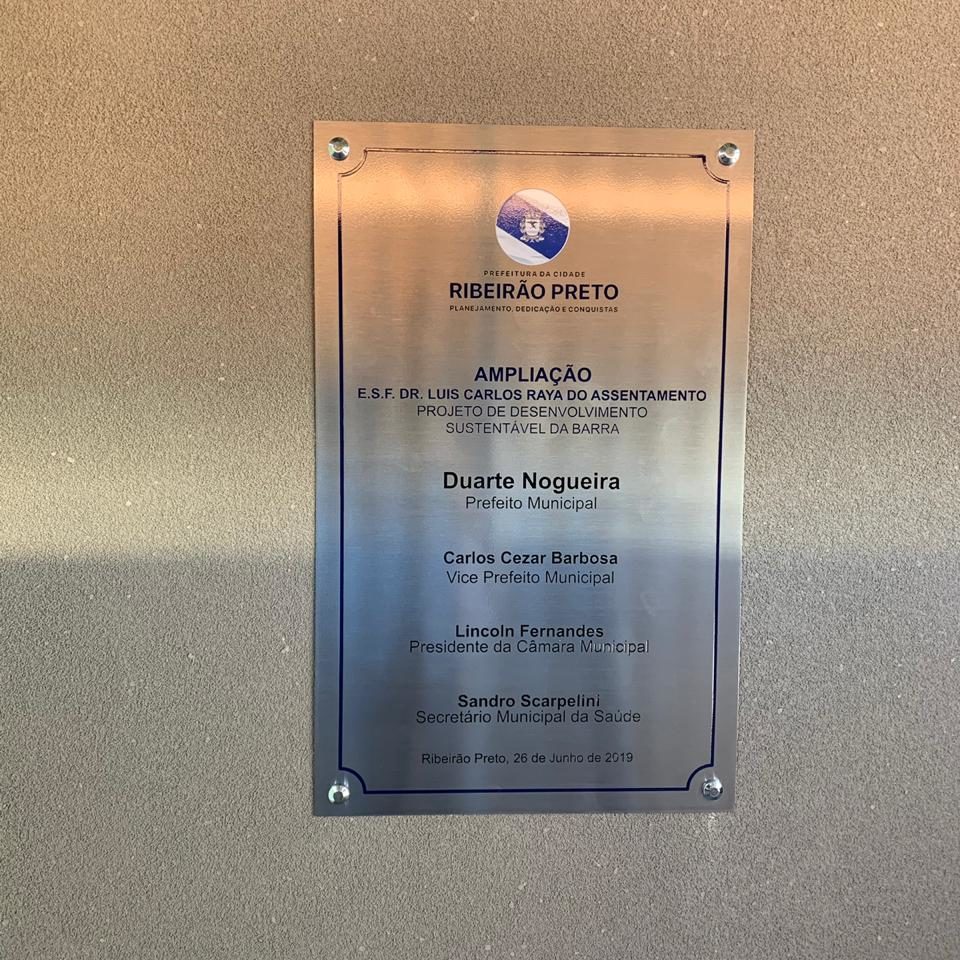 PREFEITURA DA CIDADE
RIBEIRÃO PRETO
PLANEJAMENTO, DEDICAÇÃO E CONQUISTAS
AMPLIAÇÃO
E.S.F. DR. LUIS CARLOS RAYA DO ASSENTAMENTO
PROJETO DE DESENVOLVIMENTO
SUSTENTÁVEL DA BARRA
Duarte Nogueira
Prefeito Municipal
Carlos Cezar Barbosa
Vice Prefeito Municipal
Lincoln Fernandes
Presidente da Câmara Municipal
Sandro Scarpelini
Secretário Municipal da Saúde
Ribeirão Preto, 26 de Junho de 2019